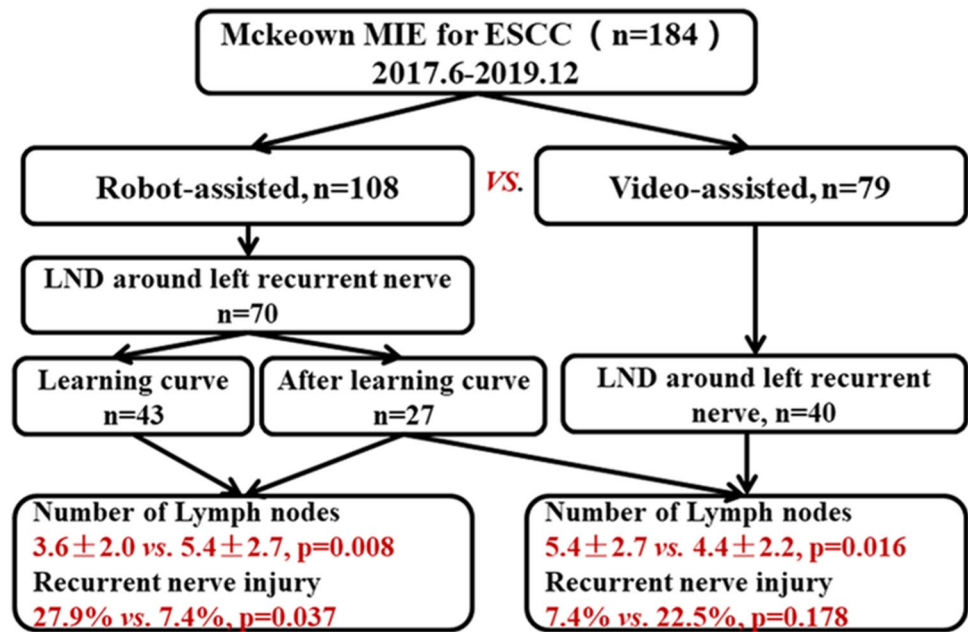 Mckeown MIE for ESCC ( n=184 )
2017.6-2019.12
Robot-assisted, n=108
VS.
Video-assisted, n=79
LND around left recurrent nerve
n=70
Learning curve
n=43
After learning curve
n=27
LND around left recurrent
nerve, n=40
Number of Lymph nodes
3.6±2.0 vs. 5.4±2.7, p=0.008
Recurrent nerve injury
27.9% vs. 7.4%, p=0.037
Number of Lymph nodes
5.4±2.7 vs. 4.4±2.2, p=0.016
Recurrent nerve injury
7.4% vs. 22.5%, p=0.178